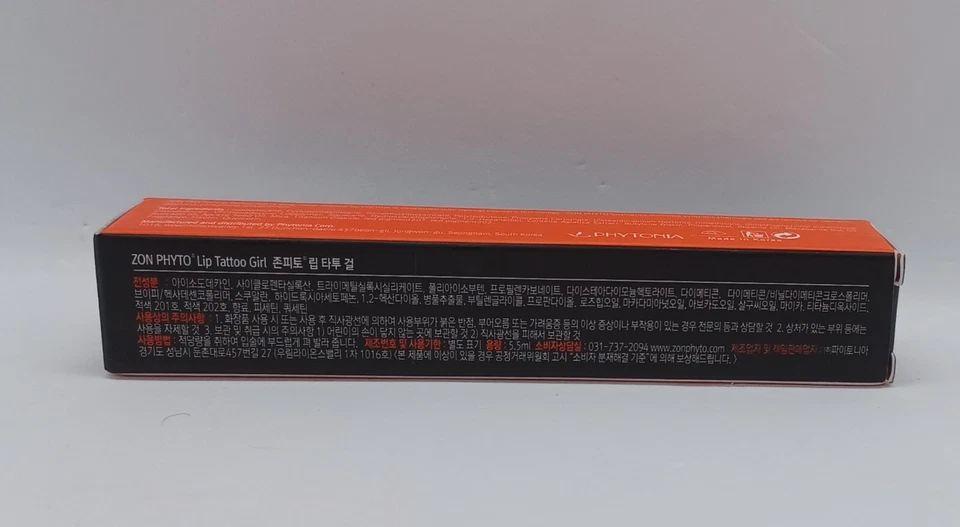 Manufactured and distributed by Phytonia Corp.
South Korea
PHYTONIA
Made in Korea
ZON PHYTO® Lip Tattoo Girl 존피토® 립 타투 걸
전성분 : 아이소도데카인, 사이클로펜타실록산, 트라이메틸실록시실리케이트, 폴리아이소부텐, 프로필렌카보네이트, 다이스테아다이모늄헥토라이트, 다이메티콘, 다이메티콘/비닐다이메티콘크로스폴리머,
브이피/헥사데센코폴리머, 스쿠알란, 하이드록시아세토페논, 1,2-헥산다이올, 병풀추출물, 부틸렌글라이콜, 프로판다이올, 로즈힙오일, 마카다미아넛오일, 아보카도오일, 살구씨오일, 마이카, 티타늄디옥사이드,
적색 201호, 적색 202호, 향료, 피세틴, 쿼세틴
사용상의 주의사항 : 1. 화장품 사용 시 또는 사용 후 직사광선에 의하여 사용부위가 붉은 반점, 부어오름 또는 가려움증 등의 이상 증상이나 부작용이 있는 경우 전문의 등과 상담할 것 2. 상처가 있는 부위 등에는
사용을 자제할 것 3. 보관 및 취급 시의 주의사항 1) 어린이의 손이 닿지 않는 곳에 보관할 것 2) 직사광선을 피해서 보관할 것
사용방법 : 적당량을 취하여 입술에 부드럽게 펴 발라 줍니다. 제조번호 및 사용기한 : 별도 표기 용량 : 5.5ml 소비자상담실 : 031-737-2094 www.zonphyto.com 제조업자 및 책임판매업자 : ㈜파이토니아
경기도 성남시 둔촌대로457번길 27 (우림라이온스밸리 1차 1016호) 〈본 제품에 이상이 있을 경우 공정거래위원회 고시 "소비자 분쟁해결 기준"에 의해 보상해드립니다.〉